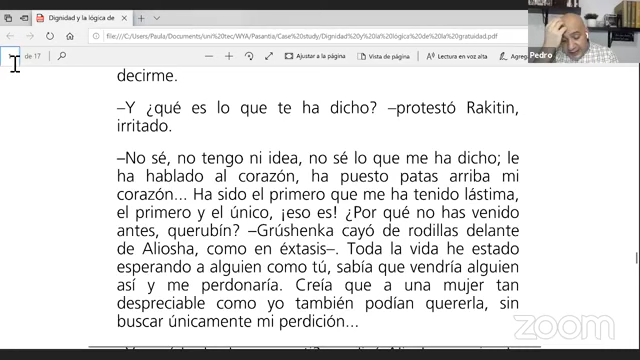 Dignidad y la lógica de
file:///C:/Users/Paula/Documents/uni tec/WYA/Pasantia/Case study/Dignidad%20y%20la%20lógica%20de%20la%20gratuidad.pdf
de 17
Ajustar a la página
Vista de página
Lectura en voz alta
Agreg
Pedro
decirme.
–Y ¿qué es lo que te ha dicho? –protestó Rakitin,
irritado.
–No sé, no tengo ni idea, no sé lo que me ha dicho; le
ha hablado al corazón, ha puesto patas arriba mi
corazón... Ha sido el primero que me ha tenido lástima,
el primero y el único, ¡eso es! ¿Por qué no has venido
antes, querubín? –Grúshenka cayó de rodillas delante
de Aliosha, como en éxtasis–. Toda la vida he estado
esperando a alguien como tú, sabía que vendría alguien
así y me perdonaría. Creía que a una mujer tan
despreciable como yo también podían quererla, sin
buscar únicamente mi perdición...
zoom